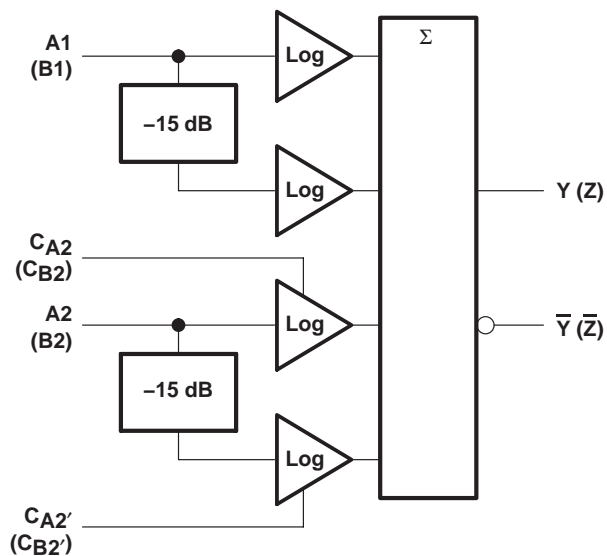 A1
(B1)
Log
Σ
–15 dB
Log
Y (Z)
CA2
(CB2)
A2
(B2)
Log
Y̅ (Z̅)
–15 dB
Log
CA2′
(CB2′)